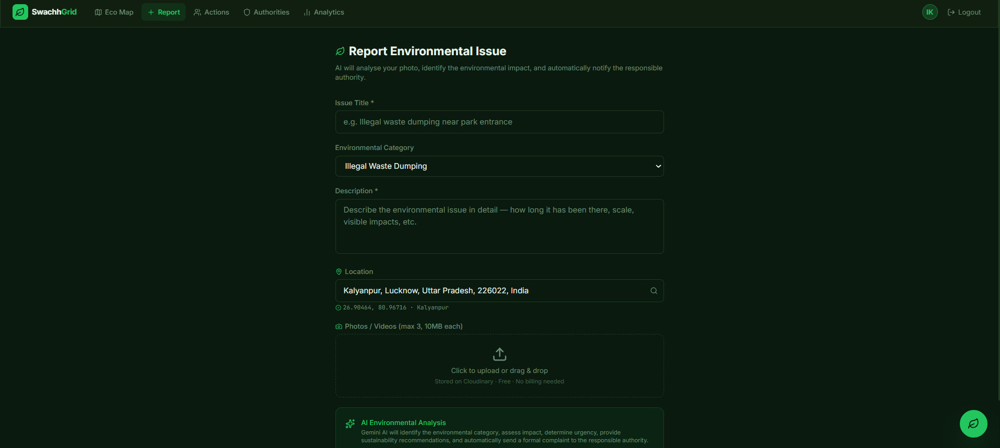 SwachhGrid
Eco Map
Report
Actions
Authorities
Analytics
IK
Logout
Report Environmental Issue
AI will analyse your photo, identify the environmental impact, and automatically notify the responsible
authority.
Issue Title *
e.g. Illegal waste dumping near park entrance
Environmental Category
Illegal Waste Dumping
Description *
Describe the environmental issue in detail — how long it has been there, scale,
visible impacts, etc.
Location
Kalyanpur, Lucknow, Uttar Pradesh, 226022, India
26.90464, 80.96716 · Kalyanpur
Photos / Videos (max 3, 10MB each)
Click to upload or drag & drop
Stored on Cloudinary · Free · No billing needed
AI Environmental Analysis
Gemini AI will identify the environmental category, assess impact, determine urgency, provide
sustainability recommendations, and automatically send a formal complaint to the responsible authority.